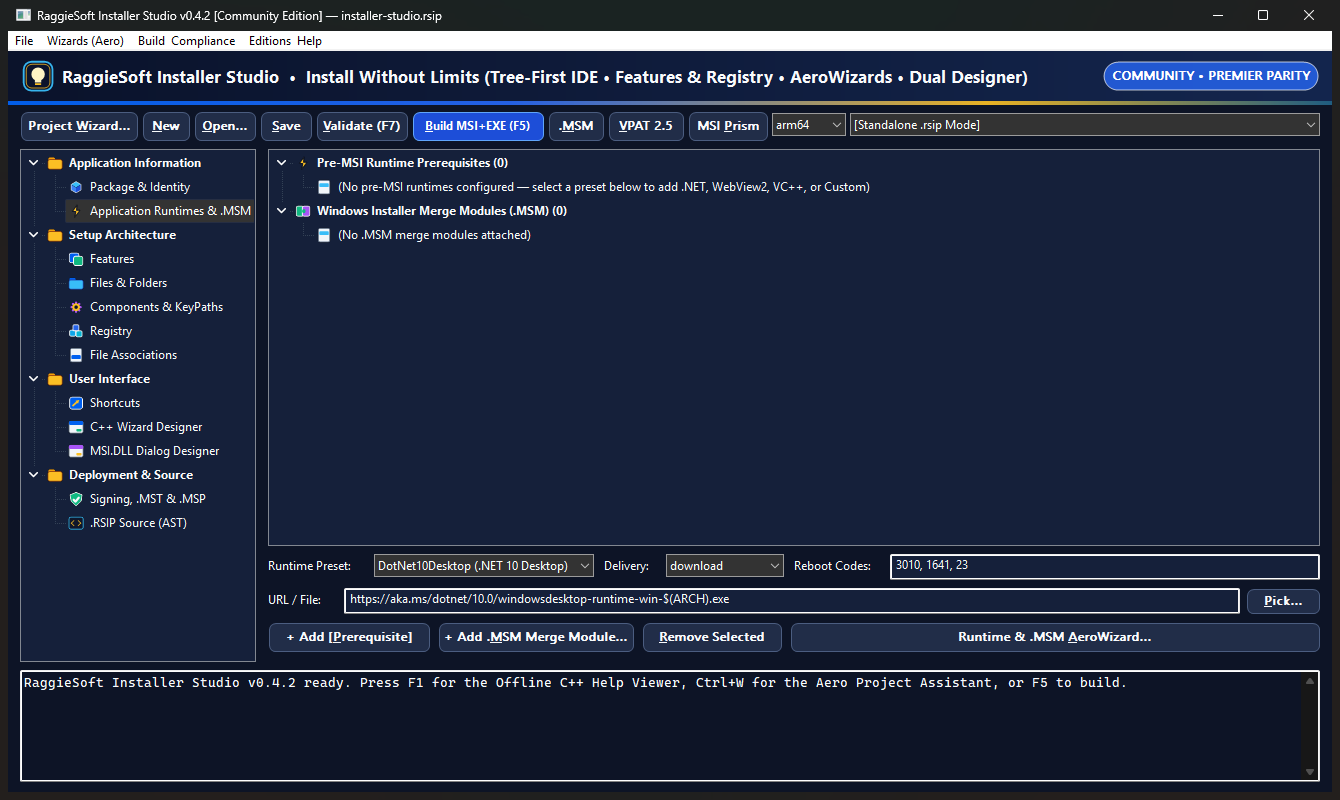 RaggieSoft Installer Studio v0.4.2 [Community Edition] — installer-studio.rsip
File Wizards (Aero) Build Compliance Editions Help
RaggieSoft Installer Studio • Install Without Limits (Tree-First IDE • Features & Registry • AeroWizards • Dual Designer)
COMMUNITY • PREMIER PARITY
Project Wizard... New Open... Save Validate (F7) Build MSI+EXE (F5) .MSM VPAT 2.5 MSI Prism arm64 [Standalone .rsip Mode]
Application Information
Package & Identity
Application Runtimes & .MSM
Setup Architecture
Features
Files & Folders
Components & KeyPaths
Registry
File Associations
User Interface
Shortcuts
C++ Wizard Designer
MSI.DLL Dialog Designer
Deployment & Source
Signing, .MST & .MSP
.RSIP Source (AST)
Pre-MSI Runtime Prerequisites (0)
(No pre-MSI runtimes configured — select a preset below to add .NET, WebView2, VC++, or Custom)
Windows Installer Merge Modules (.MSM) (0)
(No .MSM merge modules attached)
Runtime Preset: DotNet10Desktop (.NET 10 Desktop) Delivery: download Reboot Codes: 3010, 1641, 23
URL / File: https://aka.ms/dotnet/10.0/windowsdesktop-runtime-win-$(ARCH).exe Pick...
+ Add [Prerequisite] + Add .MSM Merge Module... Remove Selected Runtime & .MSM AeroWizard...
RaggieSoft Installer Studio v0.4.2 ready. Press F1 for the Offline C++ Help Viewer, Ctrl+W for the Aero Project Assistant, or F5 to build.